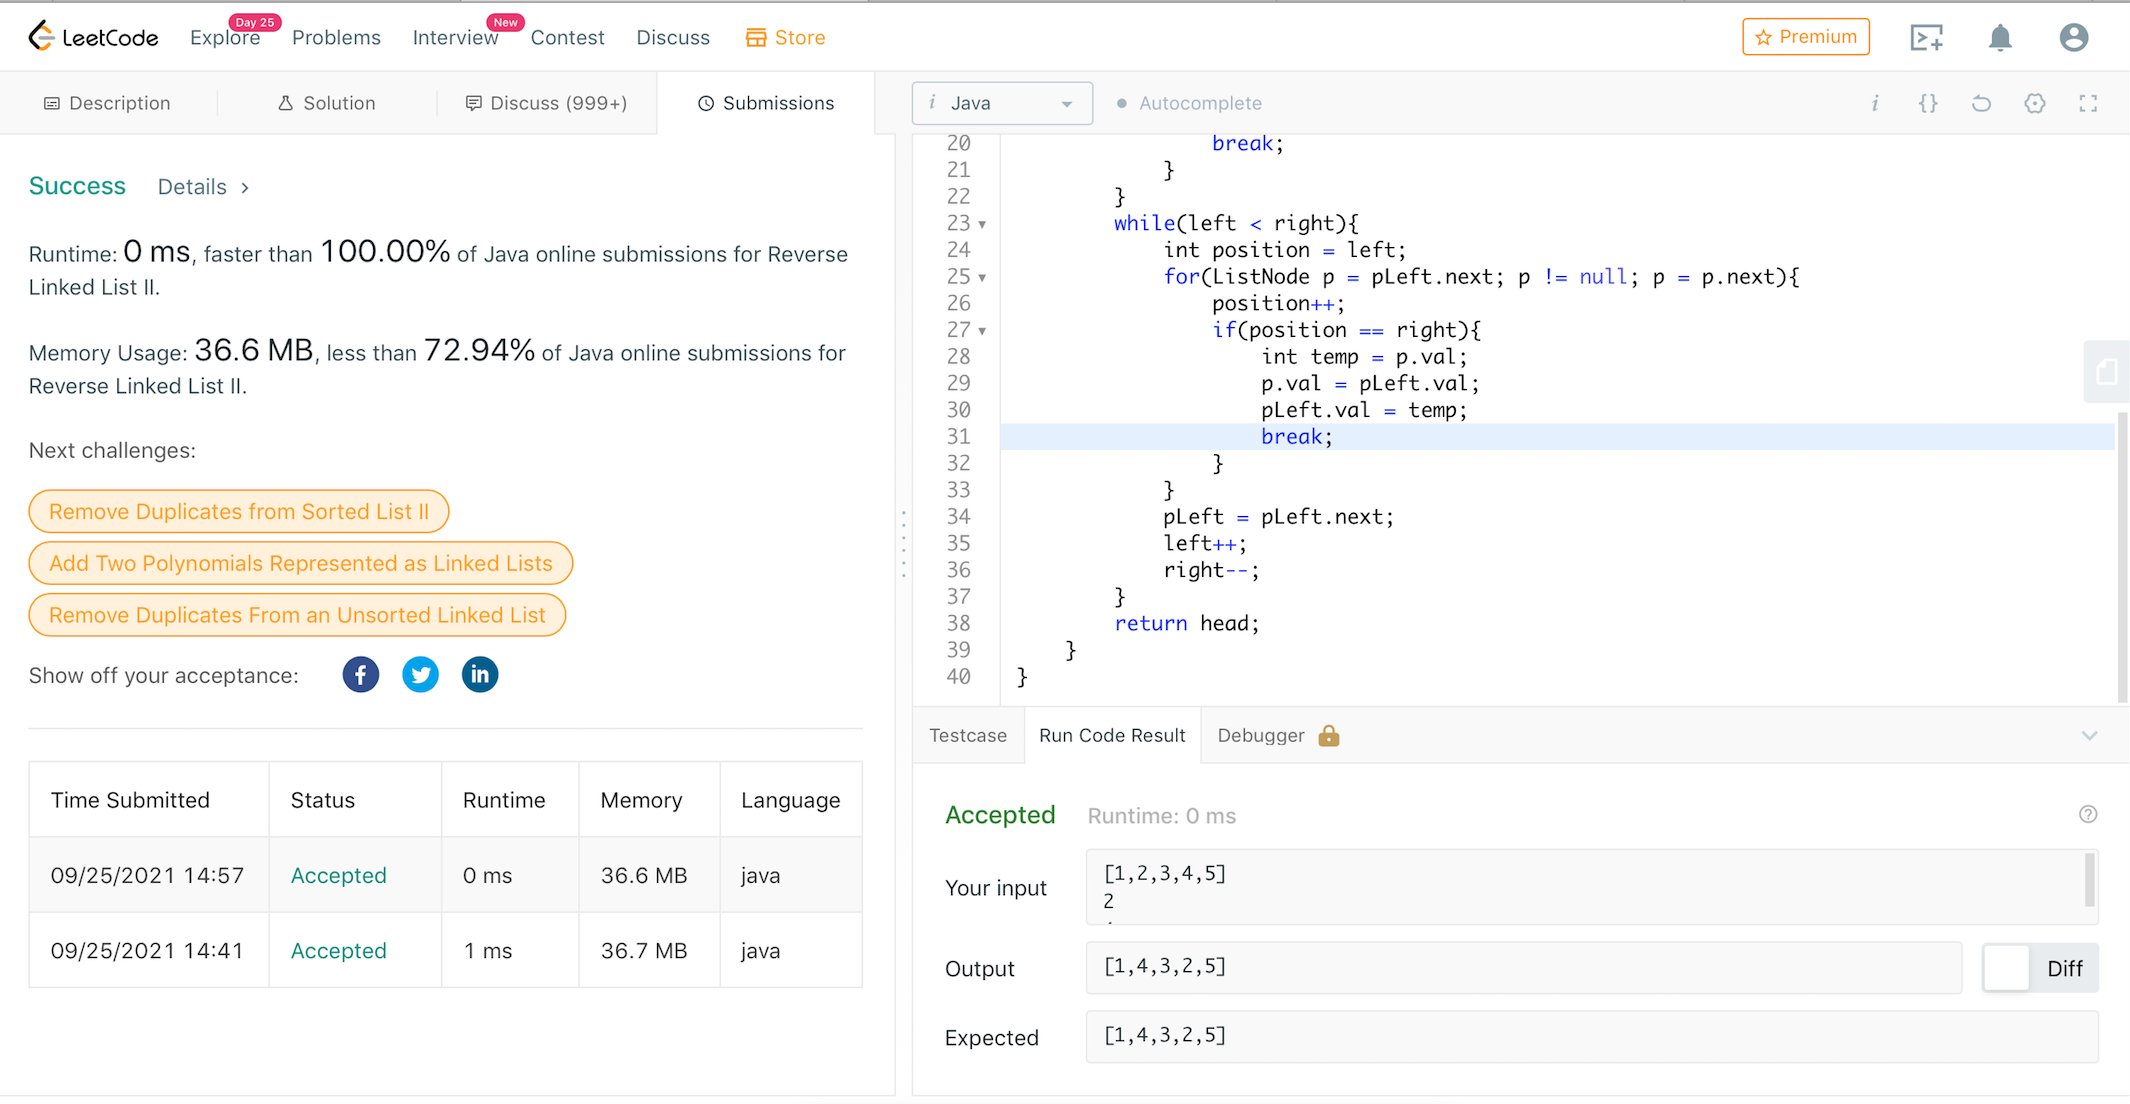 LeetCode Explore Day 25 Problems Interview New Contest Discuss Store Premium
Description Solution Discuss (999+) Submissions
Success Details >
Runtime: 0 ms, faster than 100.00% of Java online submissions for Reverse
Linked List II.
Memory Usage: 36.6 MB, less than 72.94% of Java online submissions for
Reverse Linked List II.
Next challenges:
Remove Duplicates from Sorted List II
Add Two Polynomials Represented as Linked Lists
Remove Duplicates From an Unsorted Linked List
Show off your acceptance: f in
Time Submitted Status Runtime Memory Language
09/25/2021 14:57 Accepted 0 ms 36.6 MB java
09/25/2021 14:41 Accepted 1 ms 36.7 MB java
i Java Autocomplete i {}
20 break;
21 }
22 }
23 while(left < right){
24 int position = left;
25 for(ListNode p = pLeft.next; p != null; p = p.next){
26 position++;
27 if(position == right){
28 int temp = p.val;
29 p.val = pLeft.val;
30 pLeft.val = temp;
31 break;
32 }
33 }
34 pLeft = pLeft.next;
35 left++;
36 right--;
37 }
38 return head;
39 }
40 }
Testcase Run Code Result Debugger
Accepted Runtime: 0 ms ?
Your input
[1,2,3,4,5]
2
Output [1,4,3,2,5] Diff
Expected [1,4,3,2,5]